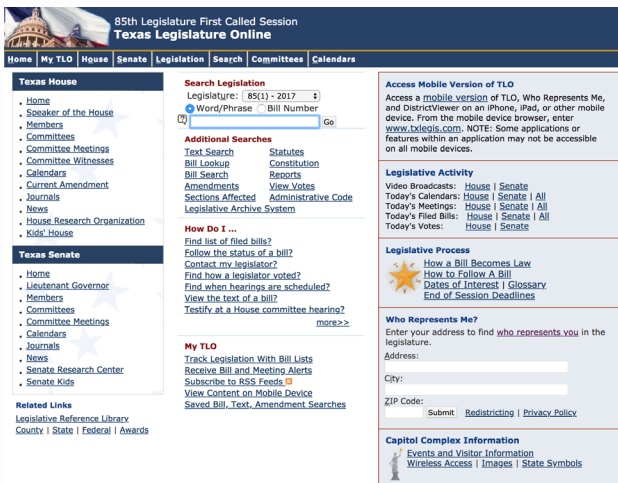 85th Legislature First Called Session
Texas Legislature Online
Home My TLO House Senate Legislation Search Committees Calendars
Texas House
Home
Speaker of the House
Members
Committees
Committee Meetings
Committee Witnesses
Calendars
Current Amendment
Journals
News
House Research Organization
Kids' House
Texas Senate
Home
Lieutenant Governor
Members
Committees
Committee Meetings
Calendars
Journals
News
Senate Research Center
Senate Kids
Related Links
Legislative Reference Library
County | State | Federal | Awards
Search Legislation
Legislature: 85(1) - 2017
Word/Phrase Bill Number
? Go
Additional Searches
Text Search Statutes
Bill Lookup Constitution
Bill Search Reports
Amendments View Votes
Sections Affected Administrative Code
Legislative Archive System
How Do I ...
Find list of filed bills?
Follow the status of a bill?
Contact my legislator?
Find how a legislator voted?
Find when hearings are scheduled?
View the text of a bill?
Testify at a House committee hearing?
more>>
My TLO
Track Legislation With Bill Lists
Receive Bill and Meeting Alerts
Subscribe to RSS Feeds
View Content on Mobile Device
Saved Bill, Text, Amendment Searches
Access Mobile Version of TLO
Access a mobile version of TLO, Who Represents Me,
and DistrictViewer on an iPhone, iPad, or other mobile
device. From the mobile device browser, enter
www.txlegis.com. NOTE: Some applications or
features within an application may not be accessible
on all mobile devices.
Legislative Activity
Video Broadcasts: House | Senate
Today's Calendars: House | Senate | All
Today's Meetings: House | Senate | All
Today's Filed Bills: House | Senate | All
Today's Votes: House | Senate
Legislative Process
How a Bill Becomes Law
How to Follow A Bill
Dates of Interest | Glossary
End of Session Deadlines
Who Represents Me?
Enter your address to find who represents you in the
legislature.
Address:
City:
ZIP Code:
Submit Redistricting | Privacy Policy
Capitol Complex Information
Events and Visitor Information
Wireless Access | Images | State Symbols